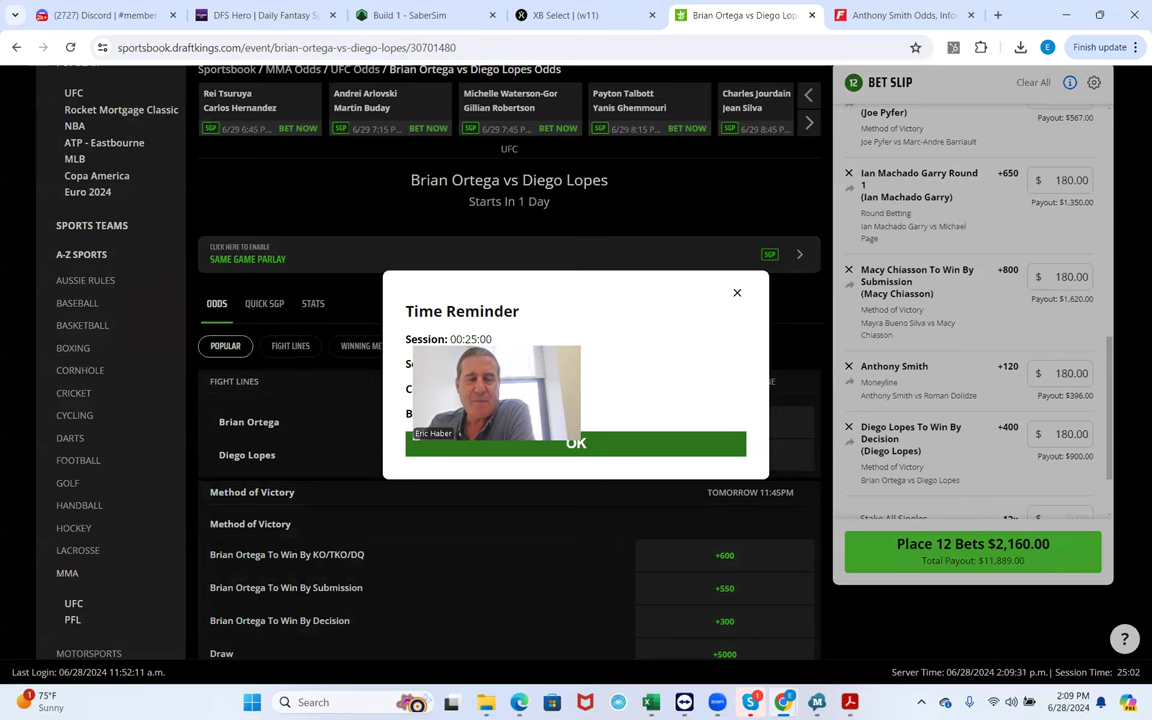 (2727) Discord | #member
DFS Hero | Daily Fantasy S
Build 1 - SaberSim
XB Select | (w11)
Brian Ortega vs Diego Lop
Anthony Smith Odds, Info
sportsbook.draftkings.com/event/brian-ortega-vs-diego-lopes/30701480
E
Finish update
UFC
Rocket Mortgage Classic
NBA
ATP - Eastbourne
MLB
Copa America
Euro 2024
SPORTS TEAMS
A-Z SPORTS
AUSSIE RULES
BASEBALL
BASKETBALL
BOXING
CORNHOLE
CRICKET
CYCLING
DARTS
FOOTBALL
GOLF
HANDBALL
HOCKEY
LACROSSE
MMA
UFC
PFL
MOTORSPORTS
Sportsbook / MMA Odds / UFC Odds / Brian Ortega vs Diego Lopes Odds
Rei Tsuruya
Carlos Hernandez
SGP 6/29 6:45 P... BET NOW
Andrei Arlovski
Martin Buday
SGP 6/29 7:15 P... BET NOW
Michelle Waterson-Gor
Gillian Robertson
SGP 6/29 7:45 P... BET NOW
Payton Talbott
Yanis Ghemmouri
SGP 6/29 8:15 P... BET NOW
Charles Jourdain
Jean Silva
SGP 6/29 8:45 P...
UFC
Brian Ortega vs Diego Lopes
Starts In 1 Day
CLICK HERE TO ENABLE
SAME GAME PARLAY
SGP
ODDS QUICK SGP STATS
POPULAR FIGHT LINES WINNING ME
FIGHT LINES
Brian Ortega
Diego Lopes
Method of Victory TOMORROW 11:45PM
Method of Victory
Brian Ortega To Win By KO/TKO/DQ +600
Brian Ortega To Win By Submission +550
Brian Ortega To Win By Decision +300
Draw +5000
Time Reminder
Session: 00:25:00
Eric Haber
OK
12 BET SLIP Clear All
(Joe Pyfer) Payout: $567.00
Method of Victory
Joe Pyfer vs Marc-Andre Barriault
Ian Machado Garry Round +650 $ 180.00
1
(Ian Machado Garry) Payout: $1,350.00
Round Betting
Ian Machado Garry vs Michael
Page
Macy Chiasson To Win By +800 $ 180.00
Submission
(Macy Chiasson) Payout: $1,620.00
Method of Victory
Mayra Bueno Silva vs Macy
Chiasson
Anthony Smith +120 $ 180.00
Moneyline
Anthony Smith vs Roman Dolidze Payout: $396.00
Diego Lopes To Win By +400 $ 180.00
Decision
(Diego Lopes) Payout: $900.00
Method of Victory
Brian Ortega vs Diego Lopes
Stake All Singles 12x $
Place 12 Bets $2,160.00
Total Payout: $11,889.00
?
Last Login: 06/28/2024 11:52:11 a.m.
Server Time: 06/28/2024 2:09:31 p.m.| Session Time: 25:02
75°F
Sunny
Search
zoom
2:09 PM
6/28/2024